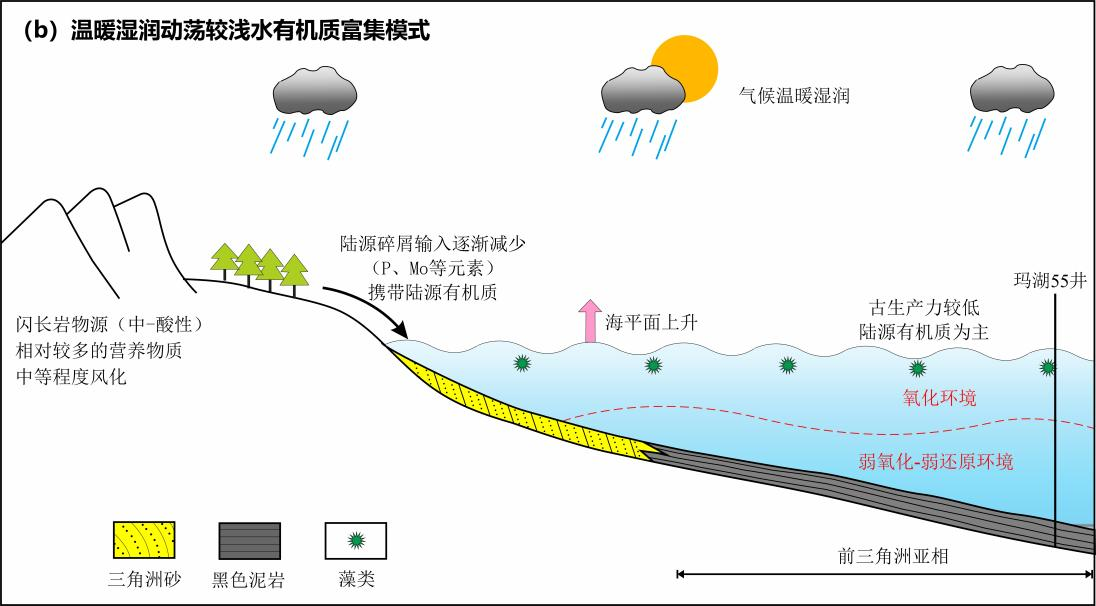 (b) 温暖湿润动荡较浅水有机质富集模式
气候温暖湿润
陆源碎屑输入逐渐减少
（P、Mo等元素）
携带陆源有机质
玛湖55井
古生产力较低
陆源有机质为主
海平面上升
闪长岩物源（中-酸性）
相对较多的营养物质
中等程度风化
氧化环境
弱氧化-弱还原环境
前三角洲亚相
三角洲砂
黑色泥岩
藻类